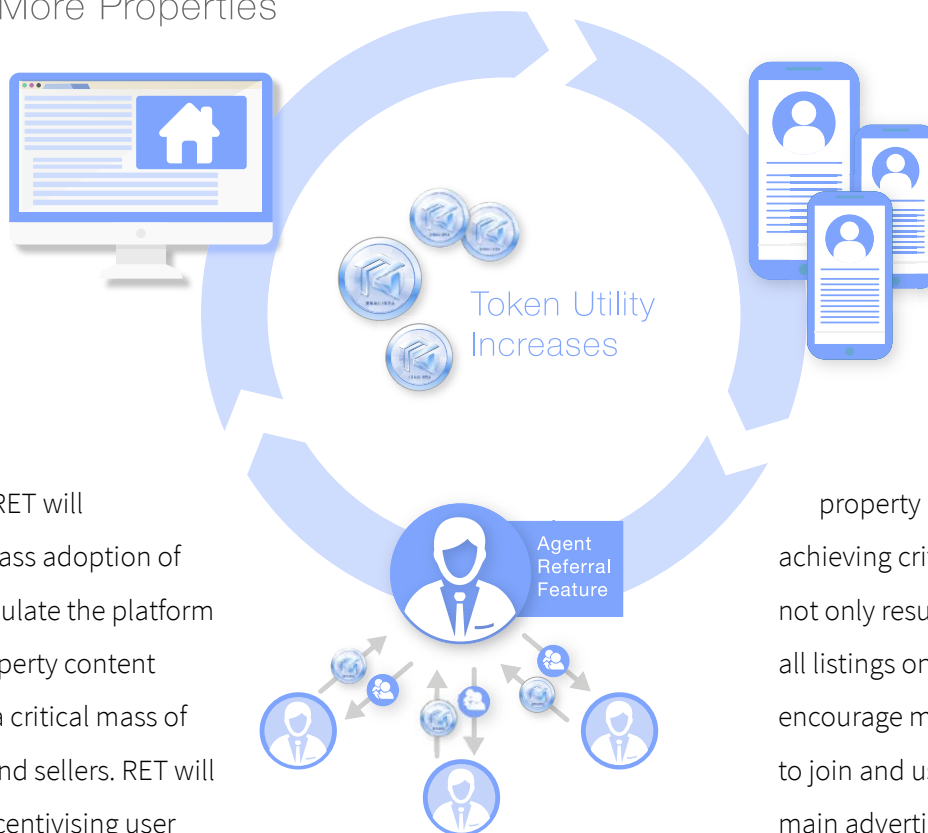 More Properties
Token Utility
Increases
Agent
Referral
Feature
RET will
ass adoption of
ulate the platform
perty content
a critical mass of
nd sellers. RET will
centivising user
property
achieving crit
not only resu
all listings on
encourage m
to join and us
main adverti